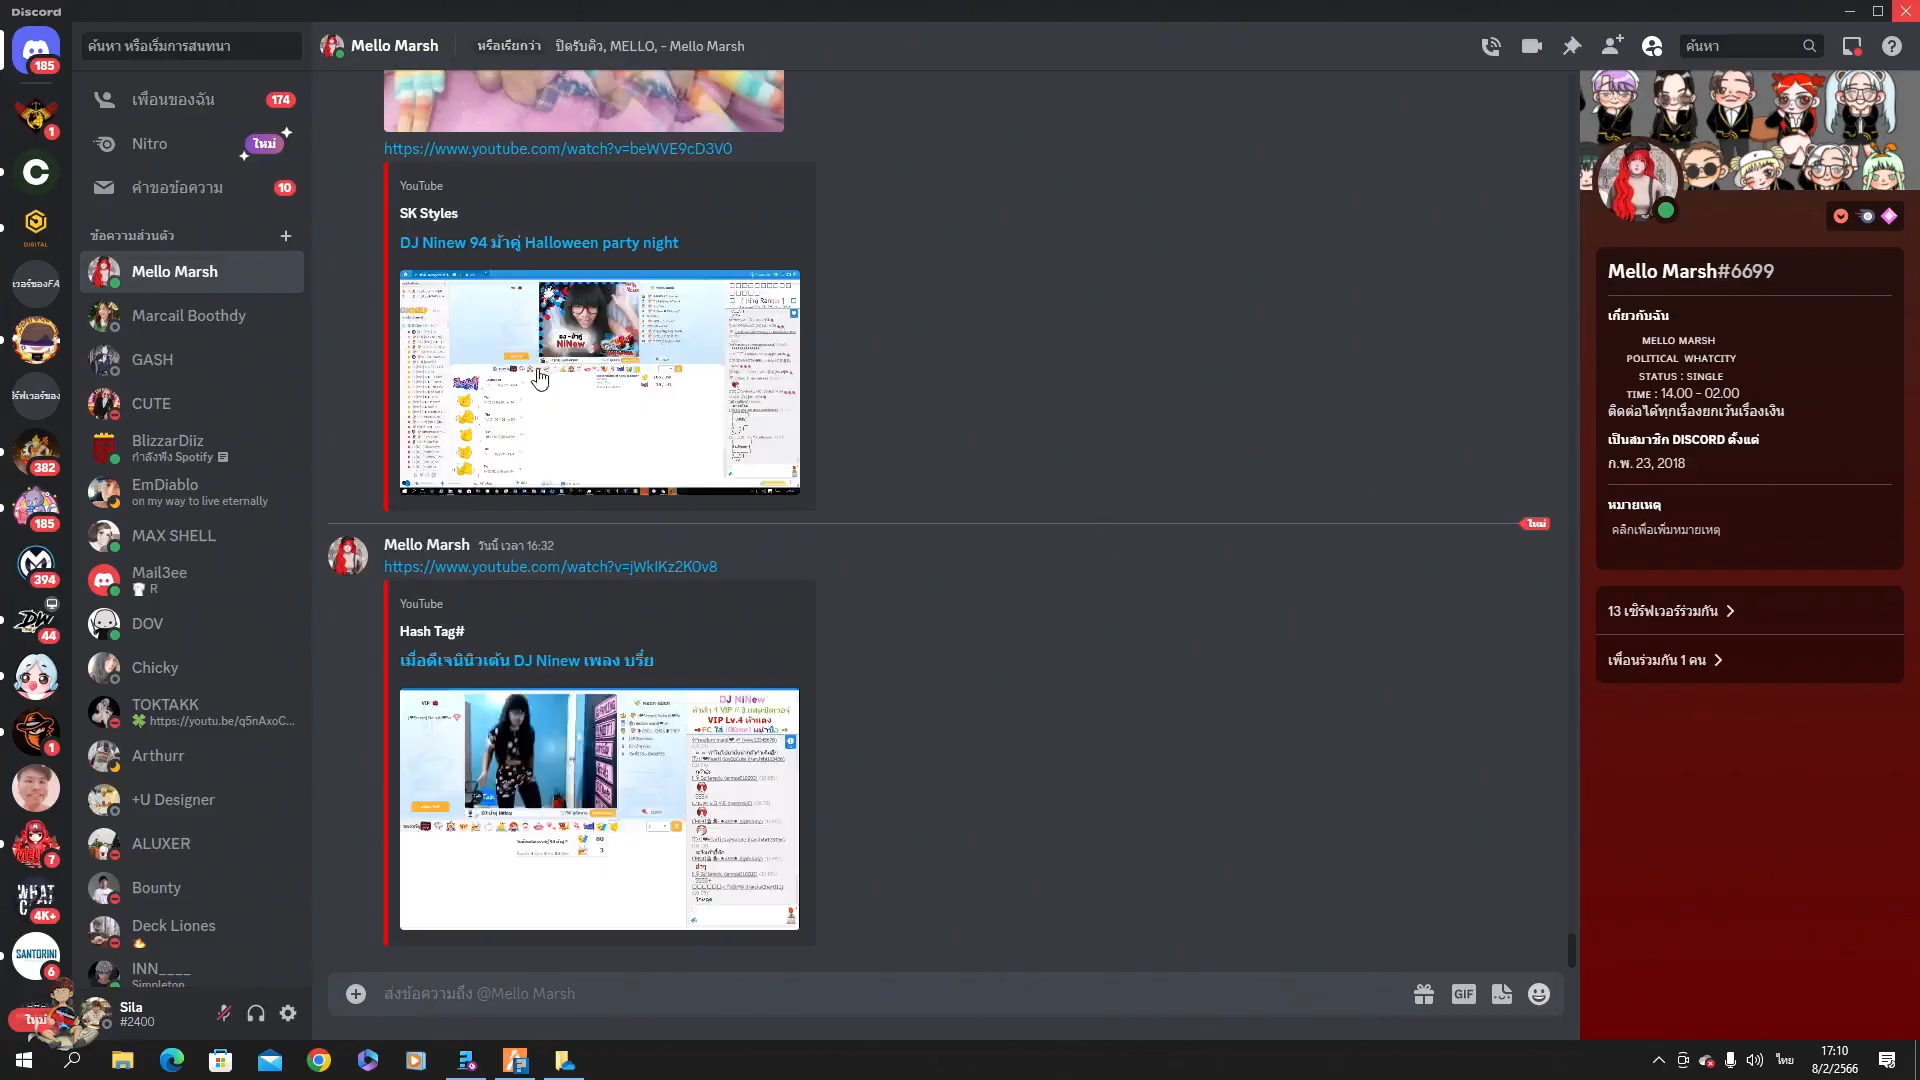 Discord
ค้นหา หรือเริ่มการสนทนา
Mello Marsh
หรือเรียกว่า
ปิดรับคิว, MELLO, - Mello Marsh
ค้นหา
185
1
DIGITAL
382
185
394
44
1
7
WHAT
4K+
SANTORINI
6
ใหม่
เพื่อนของฉัน
174
Nitro
ใหม่
คำขอข้อความ
10
ข้อความส่วนตัว
Mello Marsh
Marcail Boothdy
GASH
CUTE
BlizzarDiiz
กำลังฟัง Spotify
EmDiablo
on my way to live eternally
MAX SHELL
Mail3ee
R
DOV
Chicky
TOKTAKK
https://youtu.be/q5nAxoC...
Arthurr
+U Designer
ALUXER
Bounty
Deck Liones
INN____
Simpleton
Sila
#2400
https://www.youtube.com/watch?v=beWVE9cD3V0
YouTube
SK Styles
DJ Ninew 94 ม้าคู่ Halloween party night
NiNew
ใหม่
Mello Marsh
วันนี้ เวลา 16:32
https://www.youtube.com/watch?v=jWkIKz2K0v8
YouTube
Hash Tag#
เมื่อดีเจนินิวเต้น DJ Ninew เพลง บรี๋ย
VIP
DJ NiNew
ส่งข้อความถึง @Mello Marsh
GIF
Mello Marsh#6699
เกี่ยวกับฉัน
MELLO MARSH
POLITICAL WHATCITY
STATUS : SINGLE
TIME : 14.00 - 02.00
ติดต่อได้ทุกเรื่องยกเว้นเรื่องเงิน
เป็นสมาชิก DISCORD ตั้งแต่
ก.พ. 23, 2018
หมายเหตุ
คลิกเพื่อเพิ่มหมายเหตุ
13 เซิร์ฟเวอร์ร่วมกัน
เพื่อนร่วมกัน 1 คน
ไทย
17:10
8/2/2566